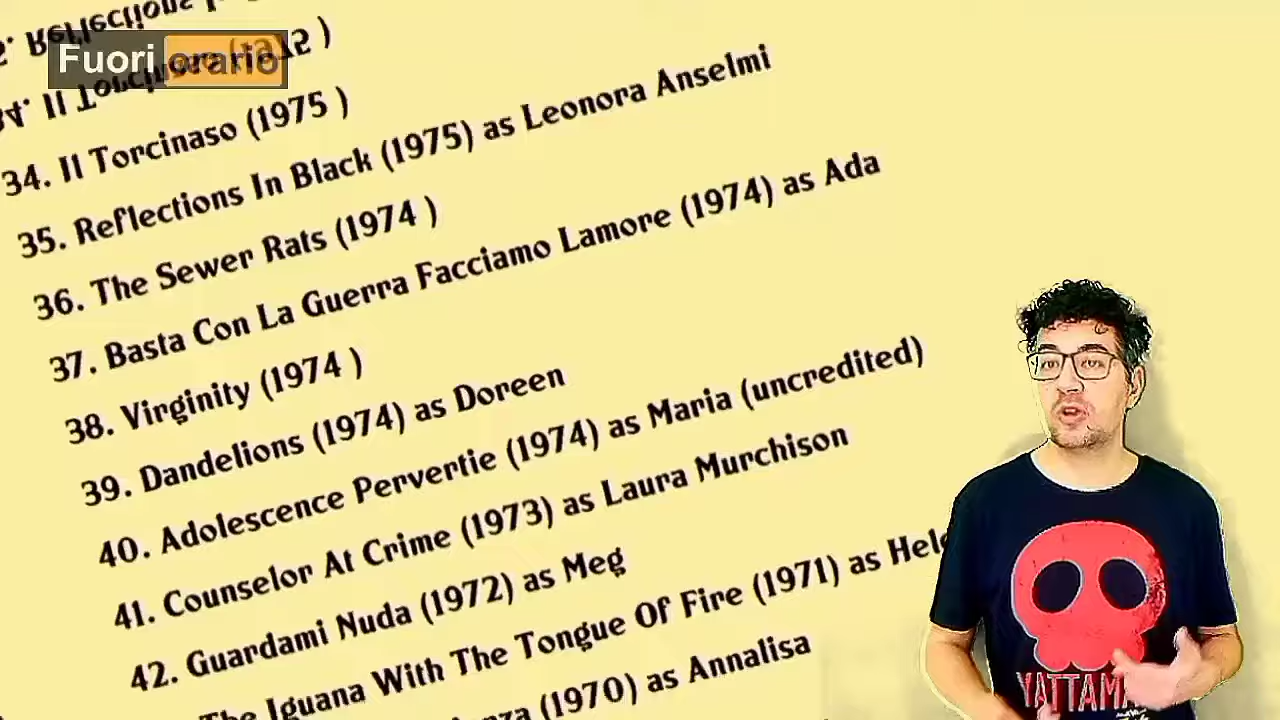 Fuori orario
34. Il Torcinaso (1975 )
35. Reflections In Black (1975) as Leonora Anselmi
36. The Sewer Rats (1974 )
37. Basta Con La Guerra Facciamo Lamore (1974) as Ada
38. Virginity (1974 )
39. Dandelions (1974) as Doreen
40. Adolescence Pervertie (1974) as Maria (uncredited)
41. Counselor At Crime (1973) as Laura Murchison
42. Guardami Nuda (1972) as Meg
The Iguana With The Tongue Of Fire (1971) as
(1970) as Annalisa